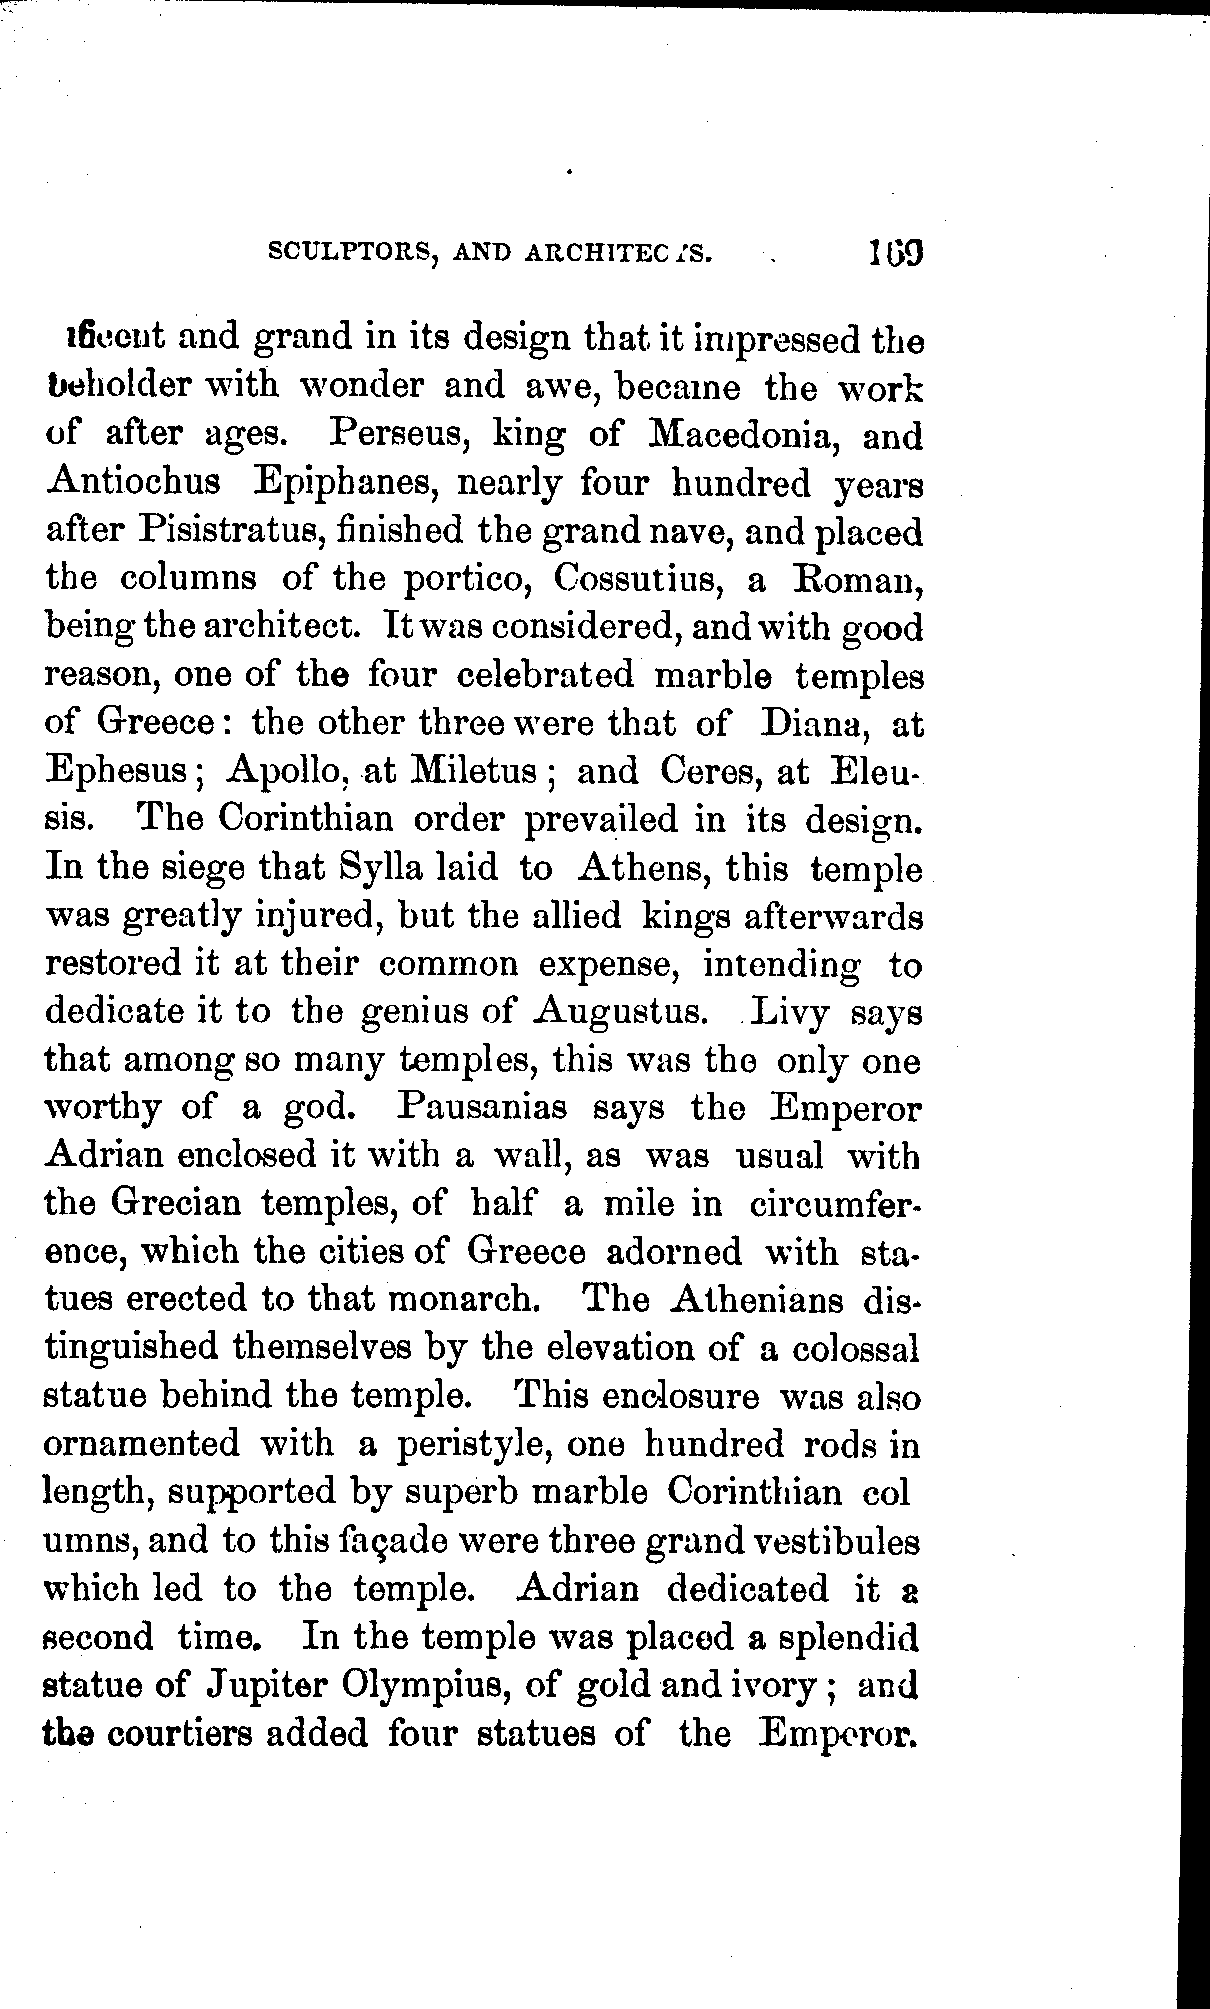 SCULPTORS, AND ARCHITECTS. 169
ificent and grand in its design that it impressed the
beholder with wonder and awe, became the work
of after ages. Perseus, king of Macedonia, and
Antiochus Epiphanes, nearly four hundred years
after Pisistratus, finished the grand nave, and placed
the columns of the portico, Cossutius, a Roman,
being the architect. It was considered, and with good
reason, one of the four celebrated marble temples
of Greece: the other three were that of Diana, at
Ephesus; Apollo, at Miletus; and Ceres, at Eleu-
sis. The Corinthian order prevailed in its design.
In the siege that Sylla laid to Athens, this temple
was greatly injured, but the allied kings afterwards
restored it at their common expense, intending to
dedicate it to the genius of Augustus. Livy says
that among so many temples, this was the only one
worthy of a god. Pausanias says the Emperor
Adrian enclosed it with a wall, as was usual with
the Grecian temples, of half a mile in circumfer-
ence, which the cities of Greece adorned with sta-
tues erected to that monarch. The Athenians dis-
tinguished themselves by the elevation of a colossal
statue behind the temple. This enclosure was also
ornamented with a peristyle, one hundred rods in
length, supported by superb marble Corinthian col
umns, and to this façade were three grand vestibules
which led to the temple. Adrian dedicated it a
second time. In the temple was placed a splendid
statue of Jupiter Olympius, of gold and ivory; and
the courtiers added four statues of the Emperor.